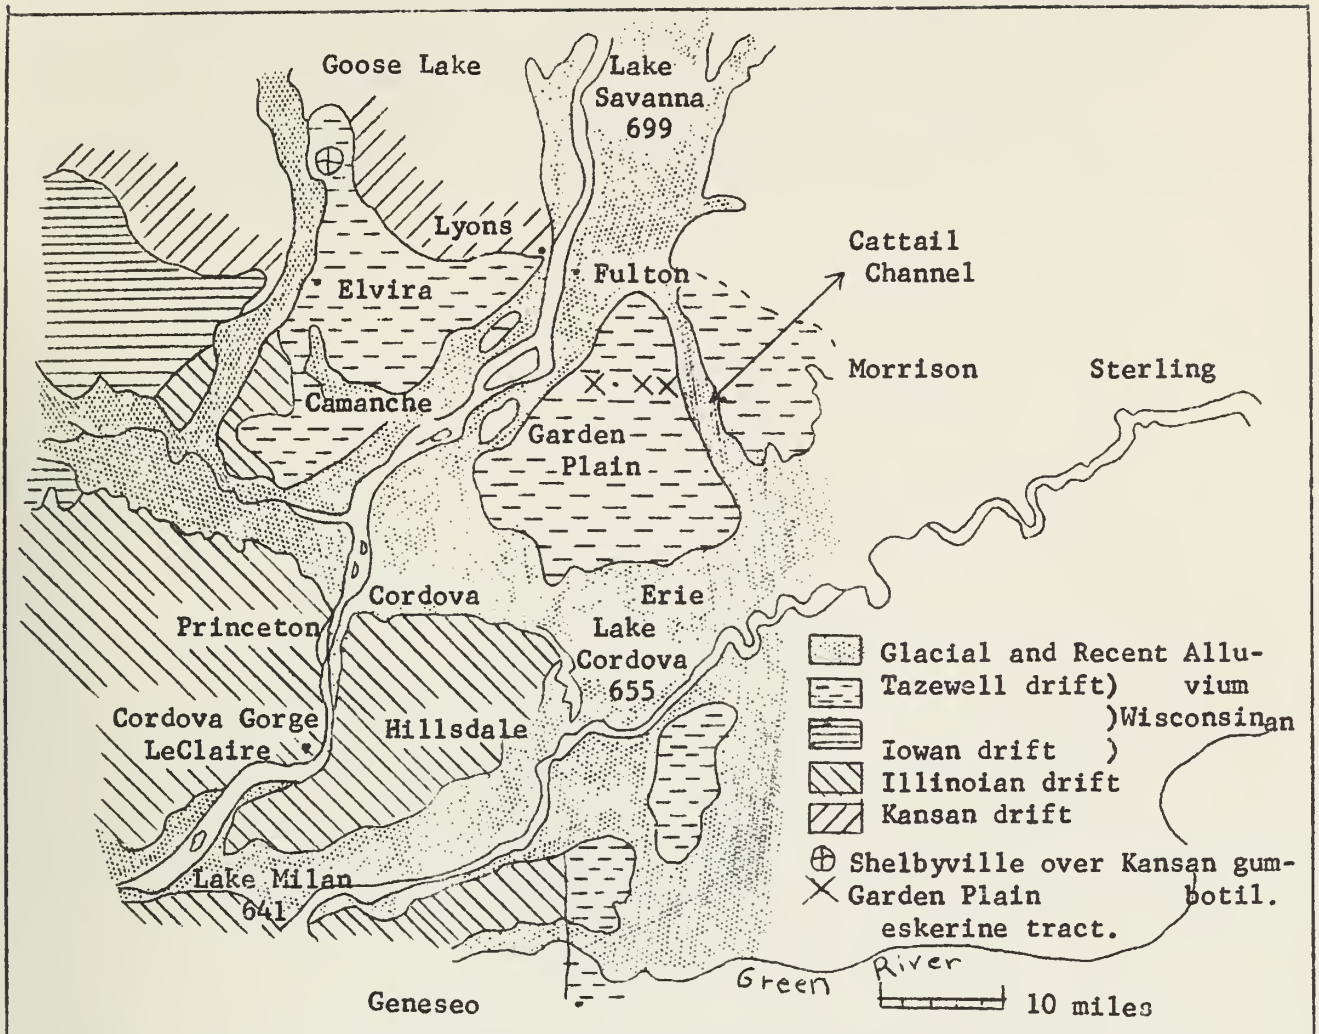 Goose Lake
Lake
Savanna
699
Lyons
Cattail
Channel
Fulton
Elvira
Morrison
Sterling
Camanche
Garden
Plain
Cordova
Erie
Princeton
Lake
Cordova
655
Glacial and Recent Allu-
vium
Tazewell drift)
)Wisconsinan
Iowan drift )
Illinoian drift
Kansan drift
Cordova Gorge
LeClaire
Hillsdale
Shelbyville over Kansan gum-
botil.
Garden Plain
eskerine tract.
Lake Milan
641
Green River
Geneseo
10 miles